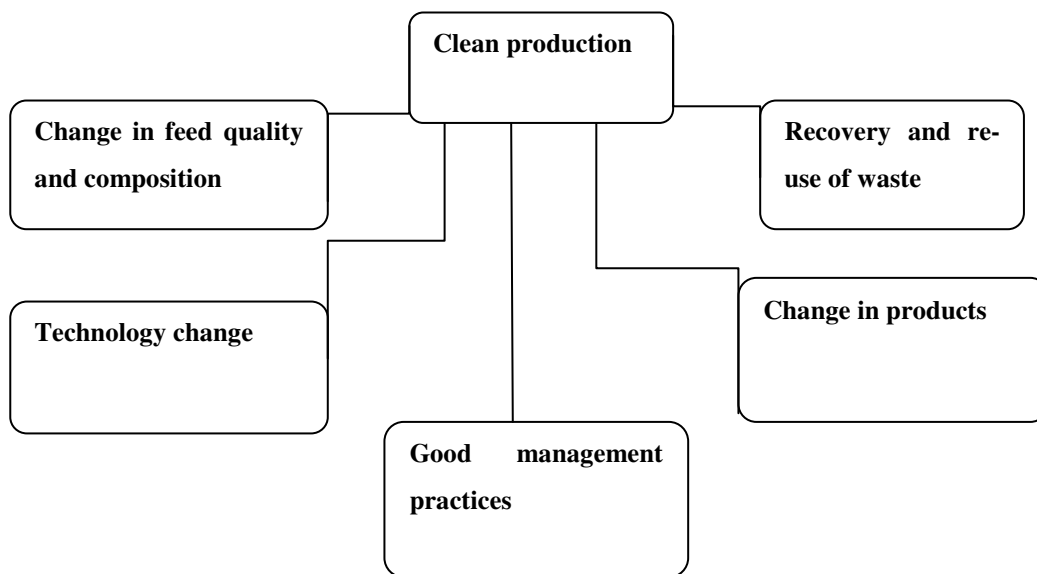 Clean production
Change in feed quality
and composition
Recovery and re-
use of waste
Technology change
Change in products
Good management
practices